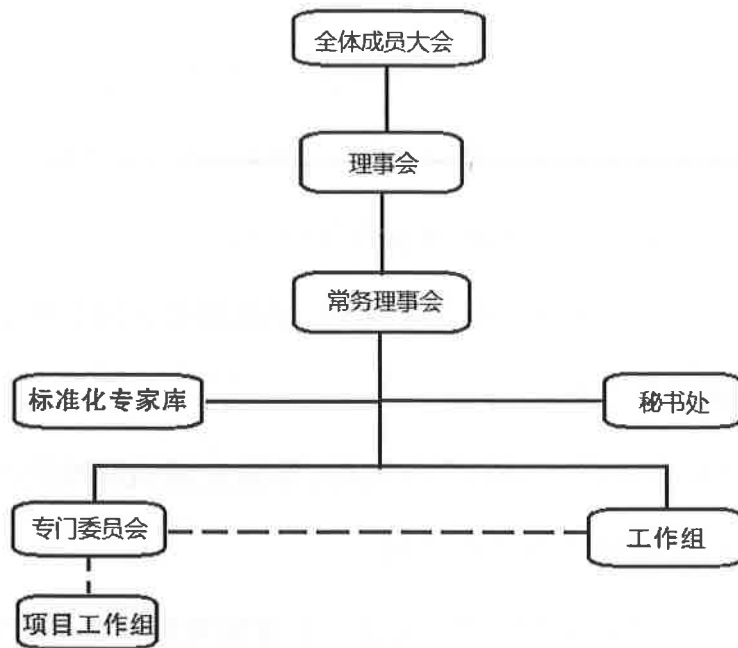 全体成员大会
理事会
常务理事会
标准化专家库
秘书处
专门委员会
工作组
项目工作组